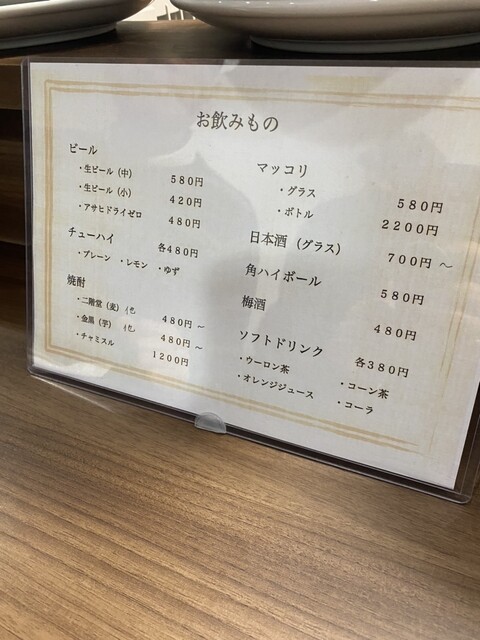 お飲みもの
ビール
・生ビール（中） 580円
・生ビール（小） 420円
・アサヒドライゼロ 480円
チューハイ 各480円
・プレーン ・レモン ・ゆず
焼酎
・二階堂（麦）他 480円～
・金黒（芋）他 480円～
・チャミスル 1200円
マッコリ
・グラス 580円
・ボトル 2200円
日本酒（グラス） 700円～
角ハイボール 580円
梅酒 480円
ソフトドリンク 各380円
・ウーロン茶 ・コーン茶
・オレンジジュース ・コーラ